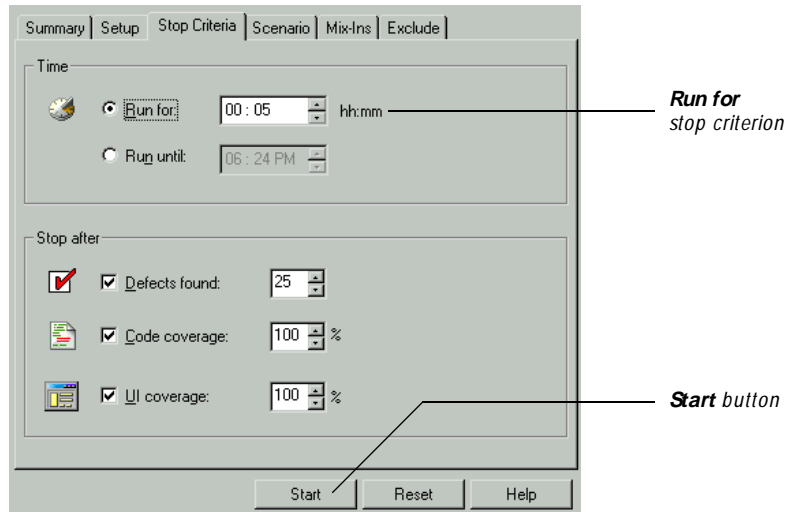 Summary Setup Stop Criteria Scenario Mix-Ins Exclude
Time
Run for: 00 : 05 hh:mm
Run for
stop criterion
Run until: 06 : 24 PM
Stop after
Defects found: 25
Code coverage: 100 %
UI coverage: 100 %
Start button
Start Reset Help